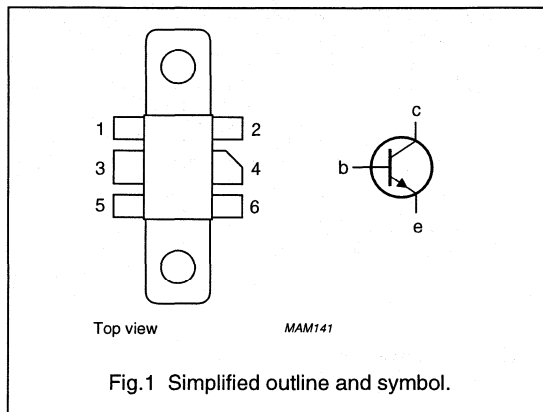 c
1 2
3 4
b
5 6
e
Top view MAM141
Fig.1 Simplified outline and symbol.